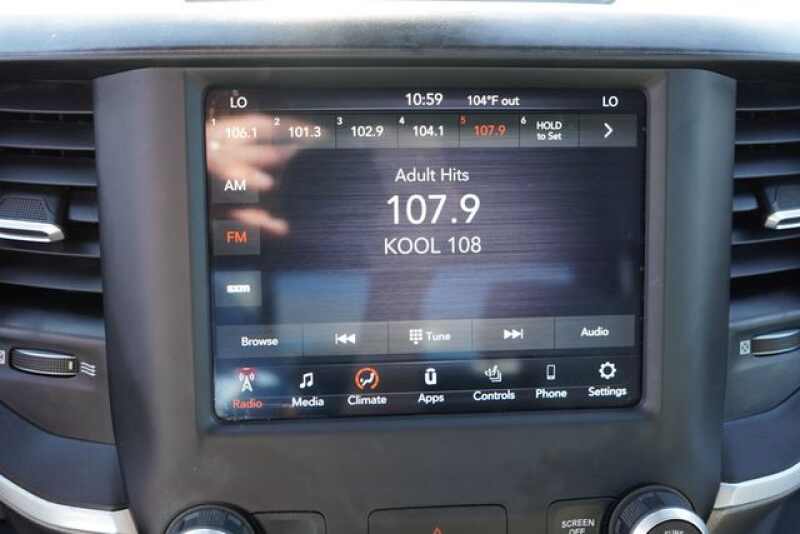 LO 10:59 104°F out LO
1 106.1 2 101.3 3 102.9 4 104.1 5 107.9 6 HOLD
to Set
Adult Hits
AM
107.9
FM
KOOL 108
sxm
Browse Tune Audio
Radio Media Climate Apps Controls Phone Settings
SCREEN
OFF